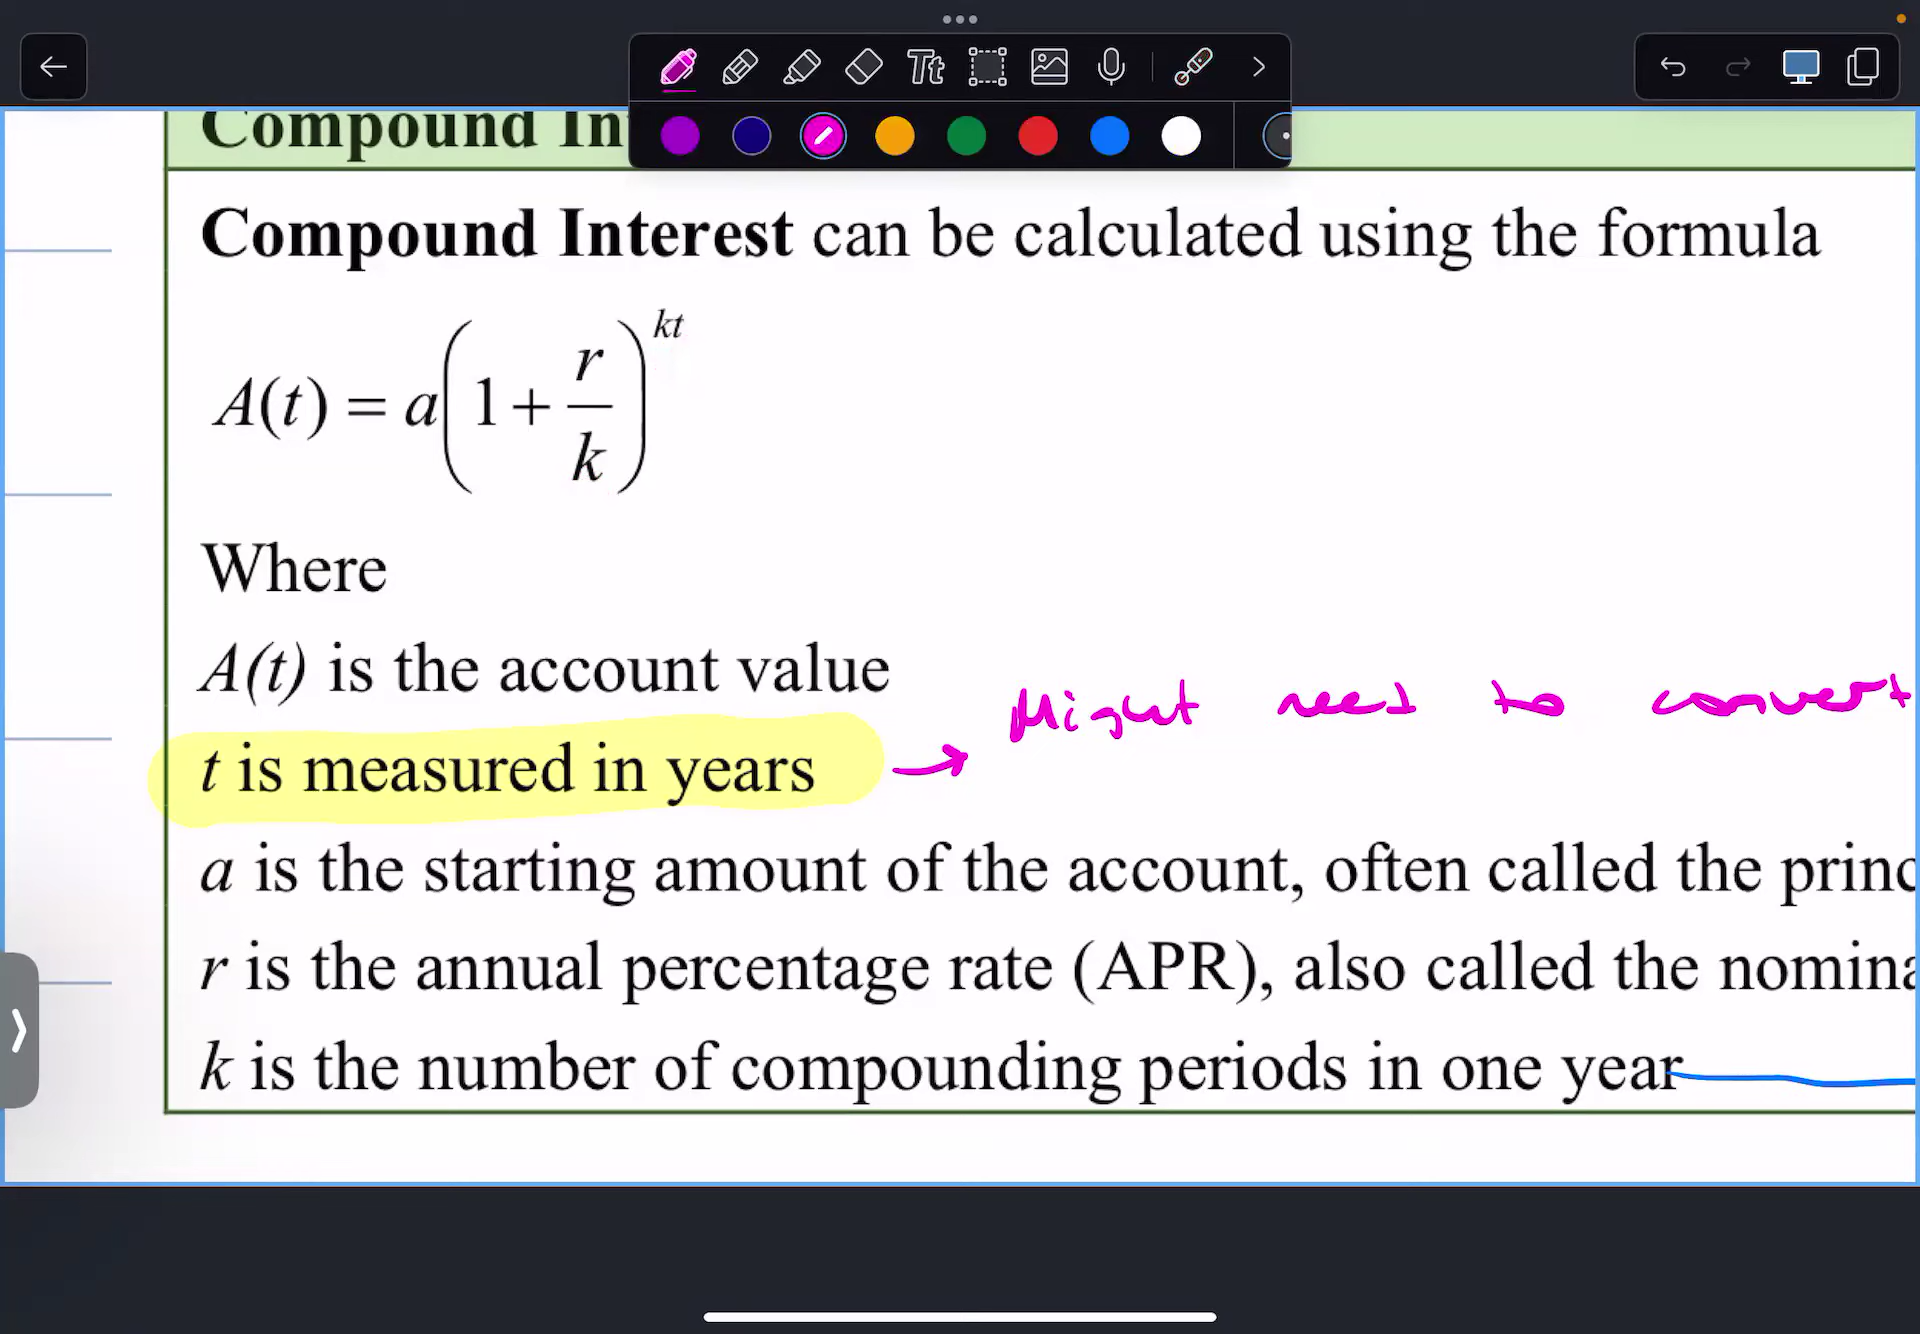 Tt
Compound In
Compound Interest can be calculated using the formula
A(t) = a(1 + r/k)^kt
Where
A(t) is the account value
Might need to convert
t is measured in years →
a is the starting amount of the account, often called the princ
r is the annual percentage rate (APR), also called the nomina
k is the number of compounding periods in one year